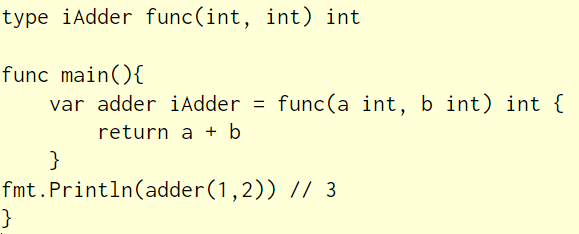 type iAdder func(int, int) int
func main(){
    var adder iAdder = func(a int, b int) int {
        return a + b
    }
fmt.Println(adder(1,2)) // 3
}